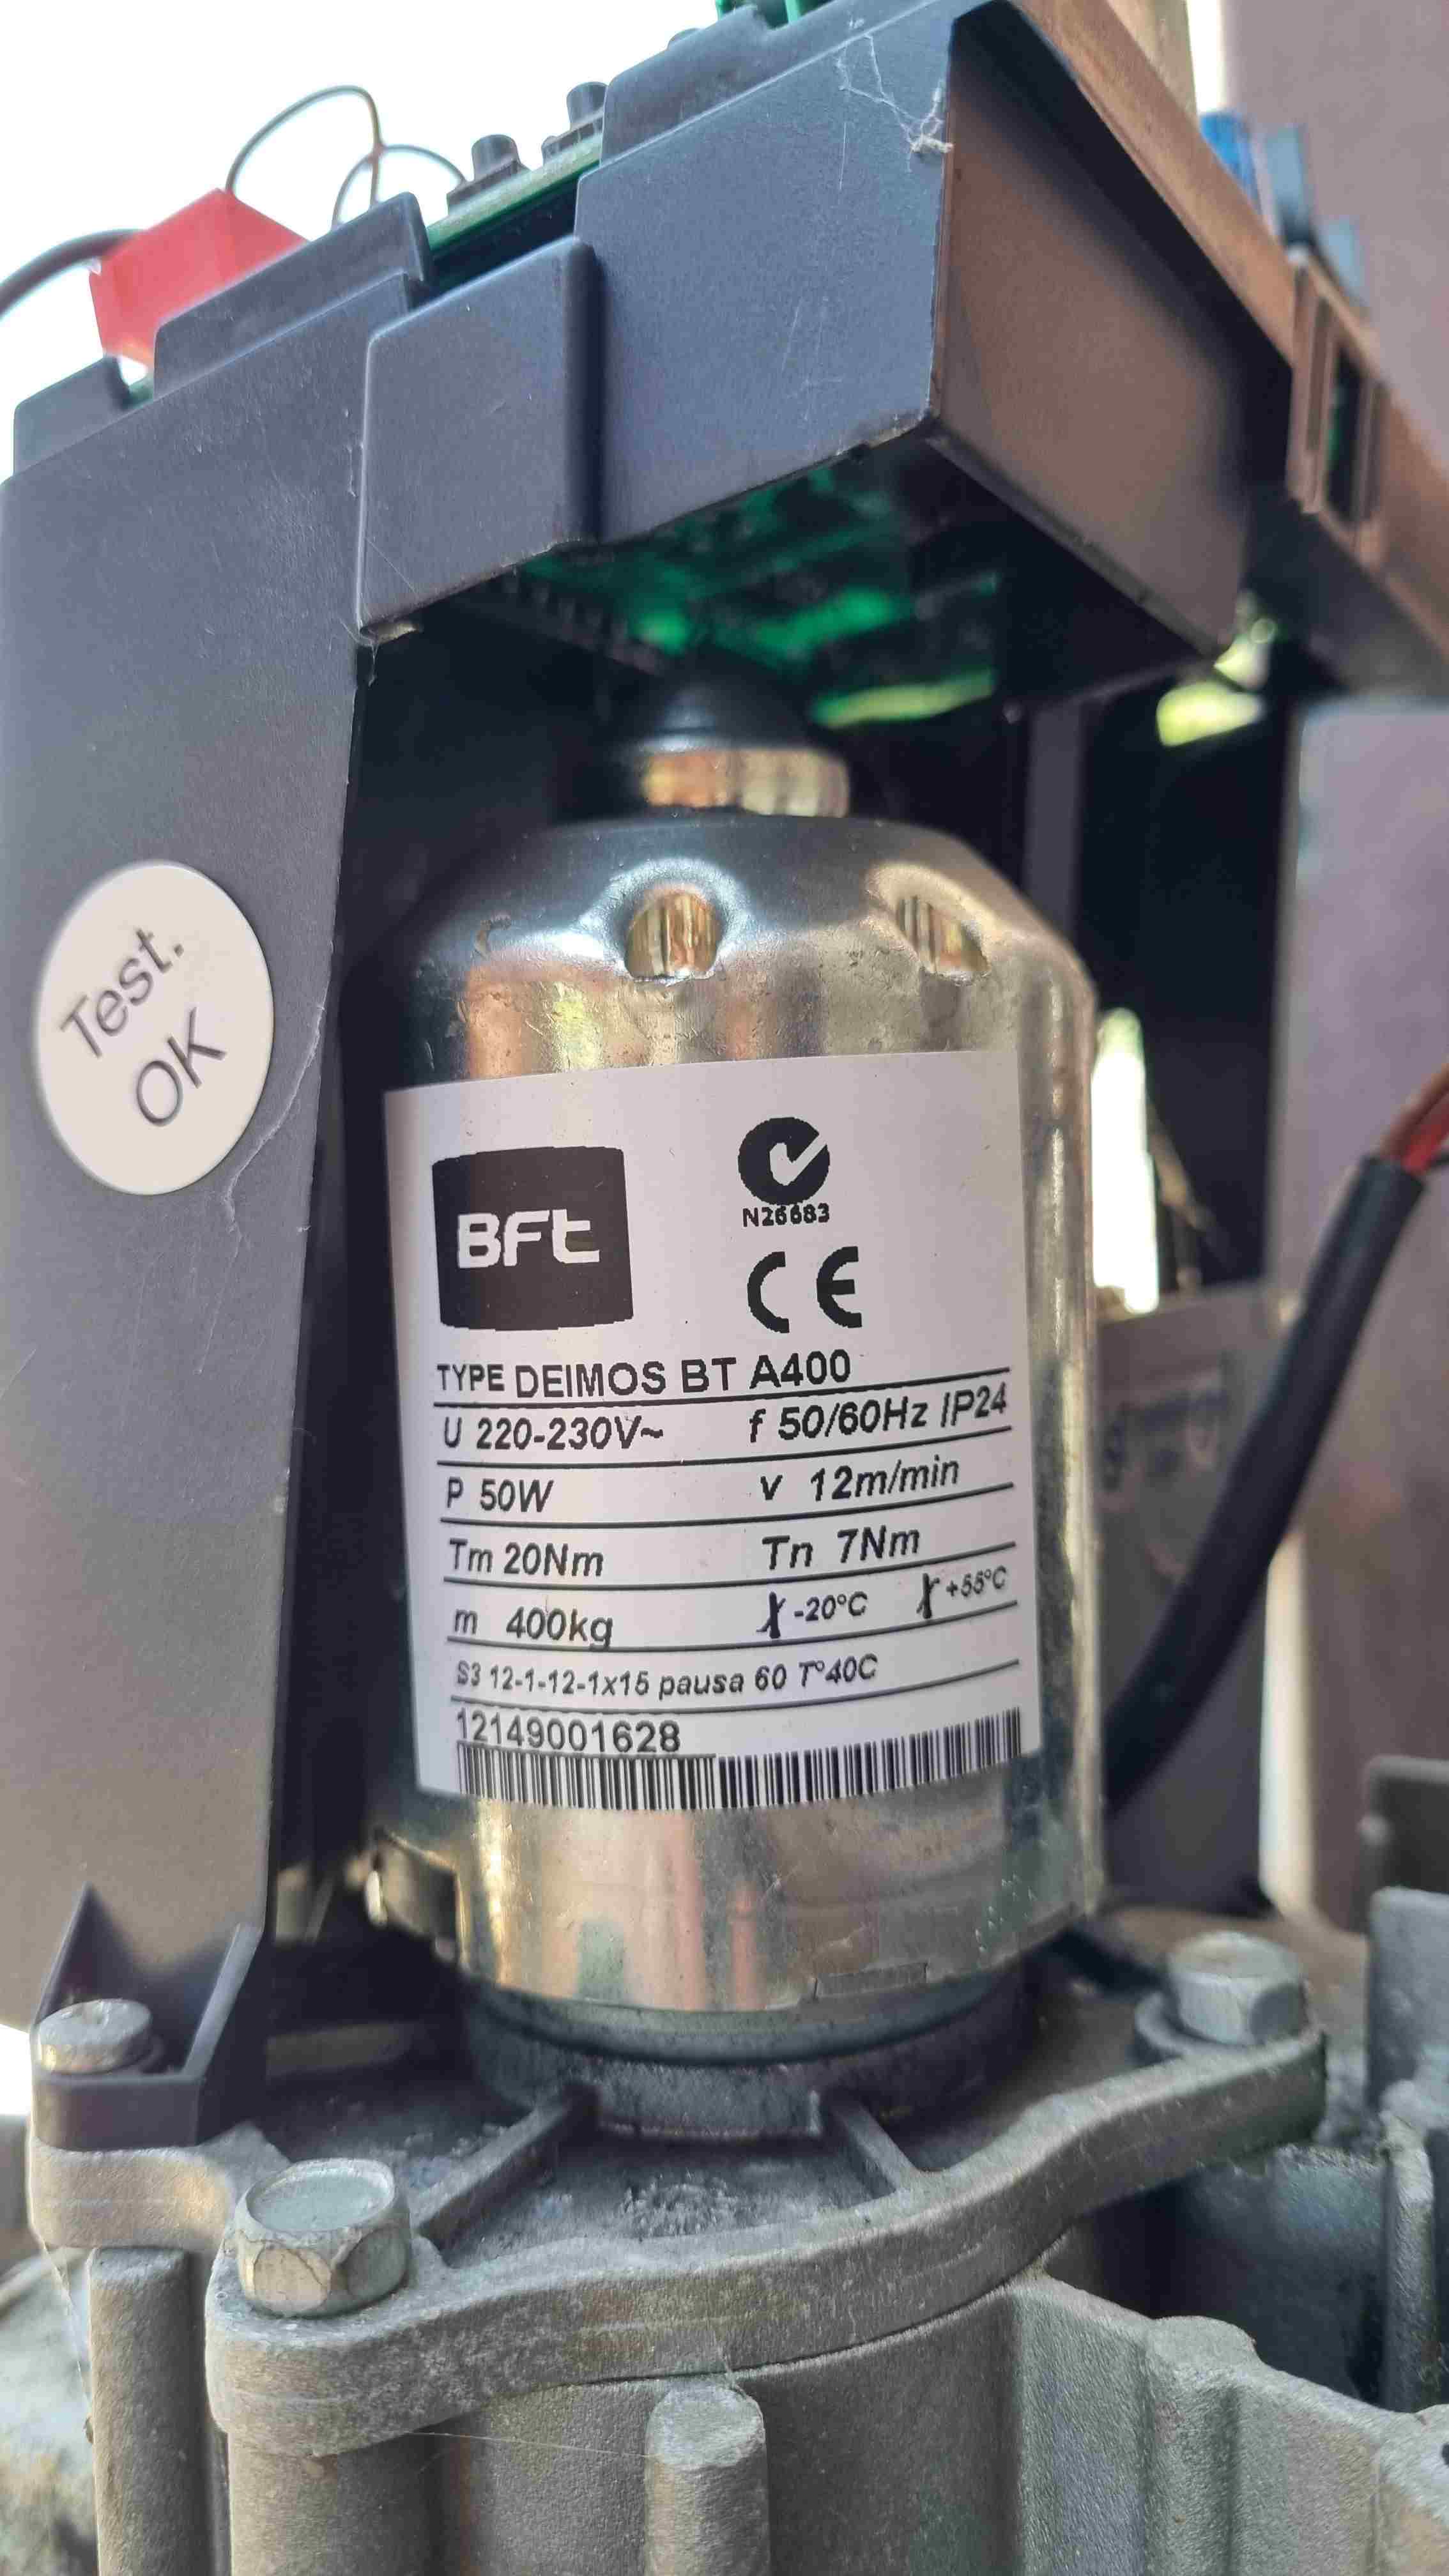 Test.
OK
BFt
N26683
CE
TYPE DEIMOS BT A400
U 220-230V~ f 50/60Hz IP24
P 50W v 12m/min
Tm 20Nm Tn 7Nm
m 400kg -20°C +55°C
S3 12-1-12-1x15 pausa 60 T°40C
12149001628